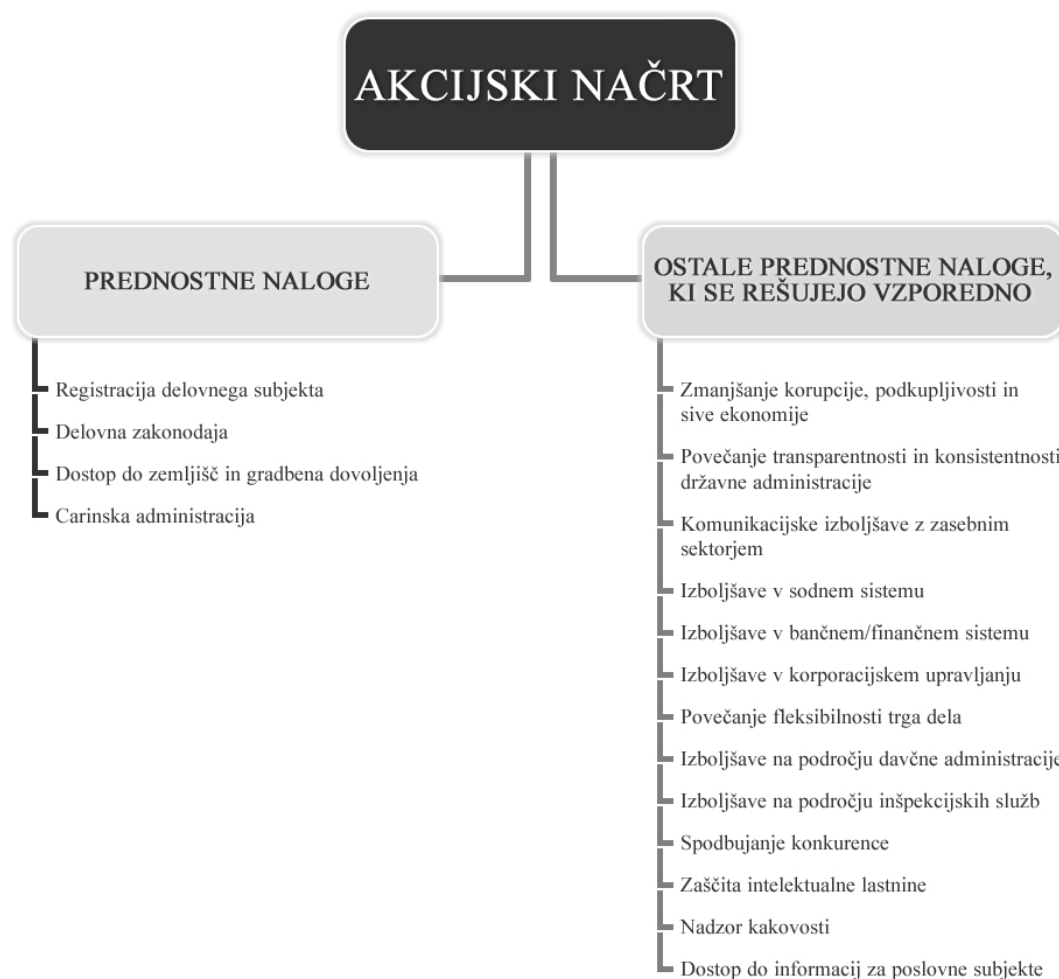 AKCIJSKI NAČRT
PREDNOSTNE NALOGE
Registracija delovnega subjekta
Delovna zakonodaja
Dostop do zemljišč in gradbena dovoljenja
Carinska administracija
OSTALE PREDNOSTNE NALOGE,
KI SE REŠUJEJO VZPOREDNO
Zmanjšanje korupcije, podkupljivosti in
sive ekonomije
Povečanje transparentnosti in konsistentnosti
državne administracije
Komunikacijske izboljšave z zasebnim
sektorjem
Izboljšave v sodnem sistemu
Izboljšave v bančnem/finančnem sistemu
Izboljšave v korporacijskem upravljanju
Povečanje fleksibilnosti trga dela
Izboljšave na področju davčne administracije
Izboljšave na področju inšpekcijskih služb
Spodbujanje konkurence
Zaščita intelektualne lastnine
Nadzor kakovosti
Dostop do informacij za poslovne subjekte